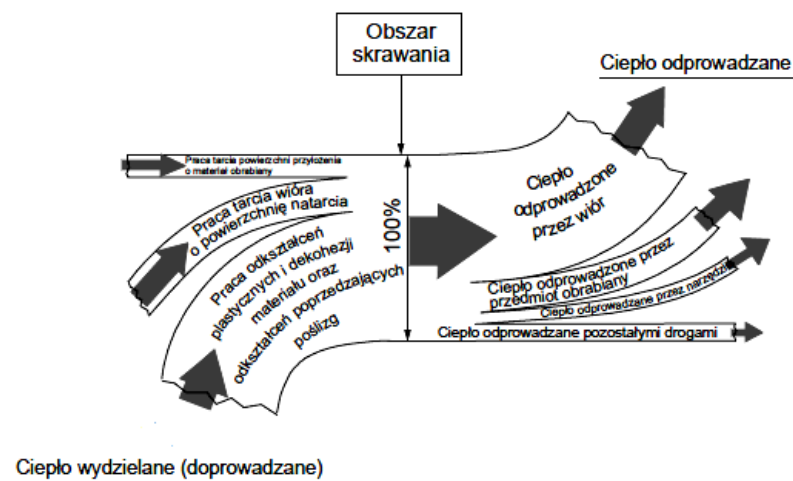 Obszar
skrawania
Ciepło odprowadzane
Praca tarcia powierzchni przyłożenia
o materiał obrabiany
Praca tarcia wióra
o powierzchnię natarcia
Praca odkształceń
plastycznych i dekohezji
materiału oraz
odkształceń poprzedzających
poślizg
100%
Ciepło
odprowadzone
przez wiór
Ciepło odprowadzone przez
przedmiot obrabiany
Ciepło odprowadzane przez narzędzie
Ciepło odprowadzane pozostałymi drogami
Ciepło wydzielane (doprowadzane)